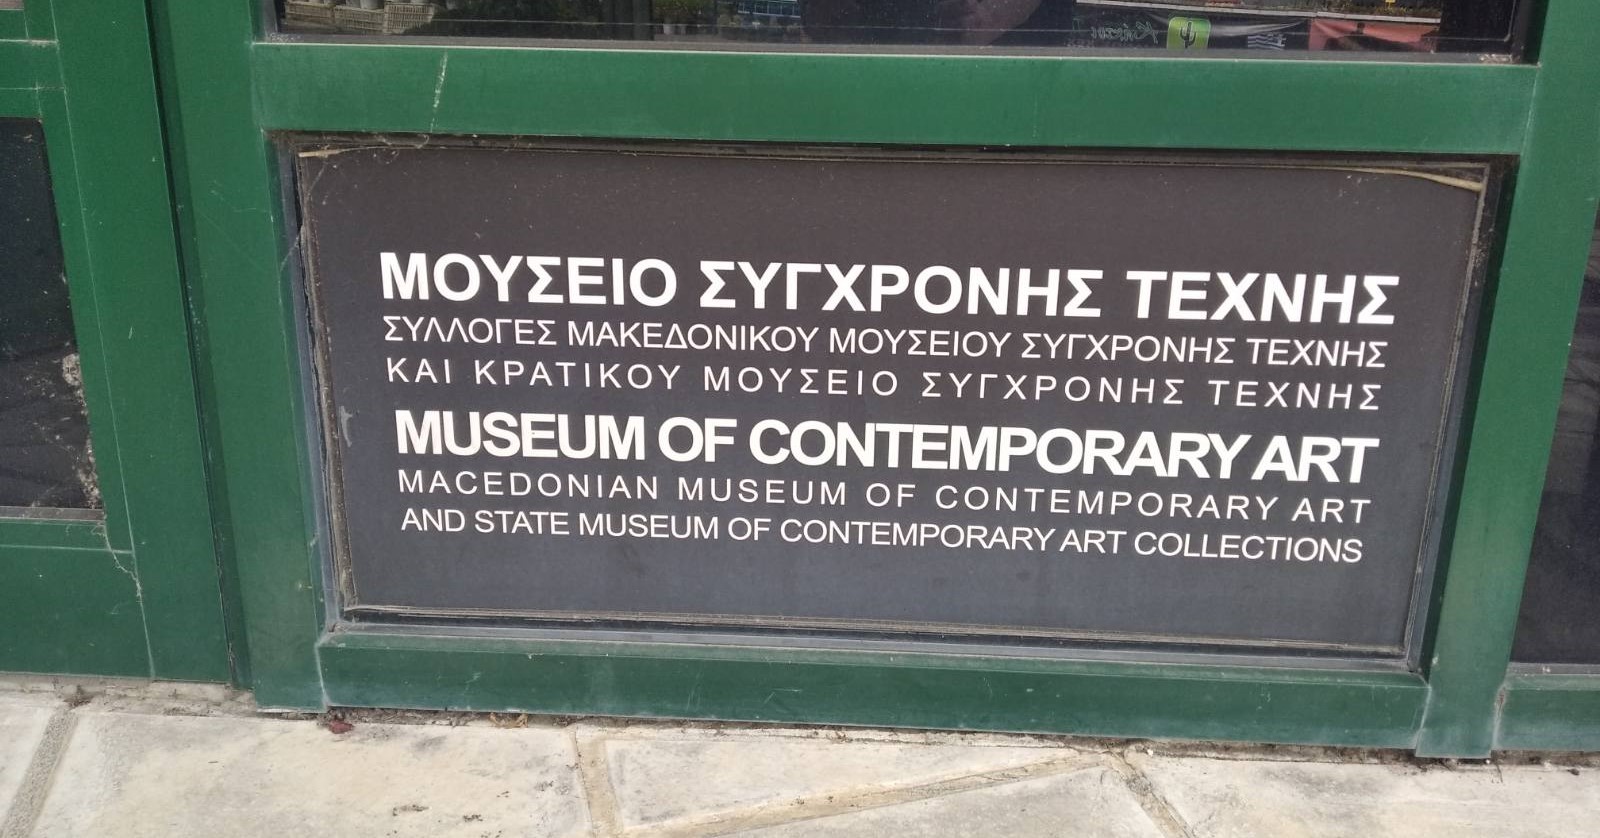 ΜΟΥΣΕΙΟ ΣΥΓΧΡΟΝΗΣ ΤΕΧΝΗΣ
ΣΥΛΛΟΓΕΣ ΜΑΚΕΔΟΝΙΚΟΥ ΜΟΥΣΕΙΟΥ ΣΥΓΧΡΟΝΗΣ ΤΕΧΝΗΣ
ΚΑΙ ΚΡΑΤΙΚΟΥ ΜΟΥΣΕΙΟ ΣΥΓΧΡΟΝΗΣ ΤΕΧΝΗΣ
MUSEUM OF CONTEMPORARY ART
MACEDONIAN MUSEUM OF CONTEMPORARY ART
AND STATE MUSEUM OF CONTEMPORARY ART COLLECTIONS